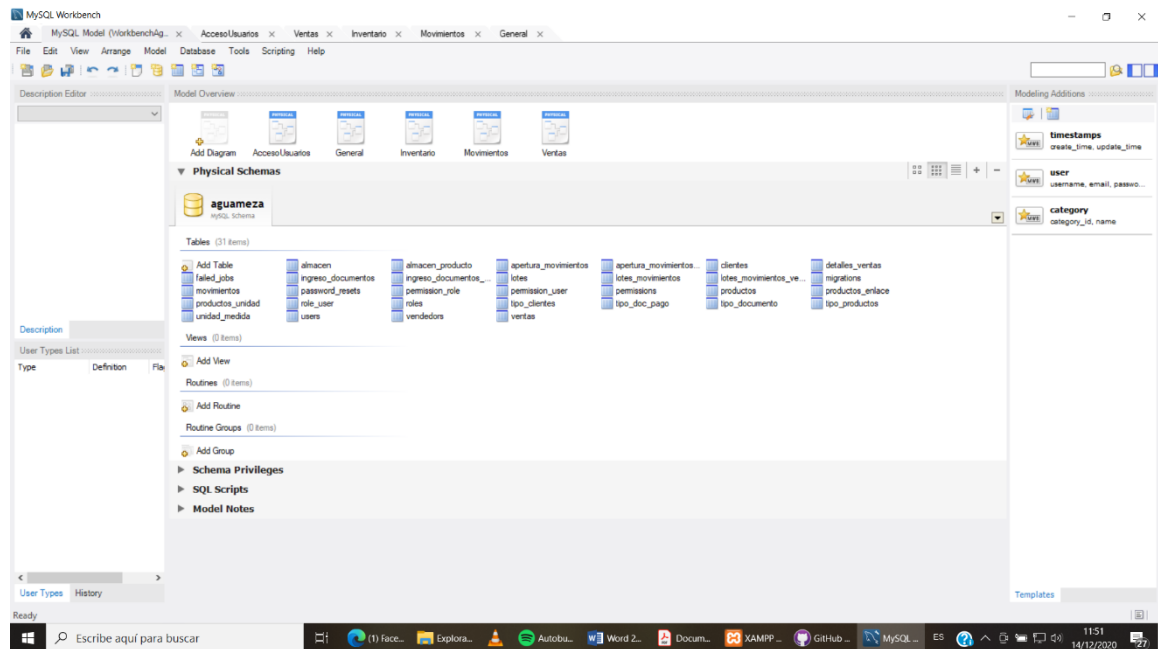 MySQL Workbench
MySQL Model (WorkbenchAg... × AccesoUsuarios × Ventas × Inventario × Movimientos × General ×
File Edit View Arrange Model Database Tools Scripting Help
Description Editor
Model Overview
Modeling Additions
PHYSICAL PHYSICAL PHYSICAL PHYSICAL PHYSICAL
Add Diagram AccesoUsuarios General Inventario Movimientos Ventas
timestamps
create_time, update_time
Physical Schemas
user
username, email, passwo...
aguameza
MySQL Schema
category
category_id, name
Tables (31 items)
Add Table almacen almacen_producto apertura_movimientos apertura_movimientos... clientes detalles_ventas
failed_jobs ingreso_documentos ingreso_documentos_... lotes lotes_movimientos lotes_movimientos_ve... migrations
movimientos password_resets permission_role permission_user permissions productos productos_enlace
productos_unidad role_user roles tipo_clientes tipo_doc_pago tipo_documento tipo_productos
unidad_medida users vendedors ventas
Description
Views (0 items)
User Types List
Add View
Type Definition Flag
Routines (0 items)
Add Routine
Routine Groups (0 items)
Add Group
Schema Privileges
SQL Scripts
Model Notes
User Types History
Templates
Ready
Escribe aquí para buscar
(1) Face... Explora... Autobu... Word 2... Docum... XAMPP ... GitHub ... MySQL ... ES
11:51
14/12/2020
27